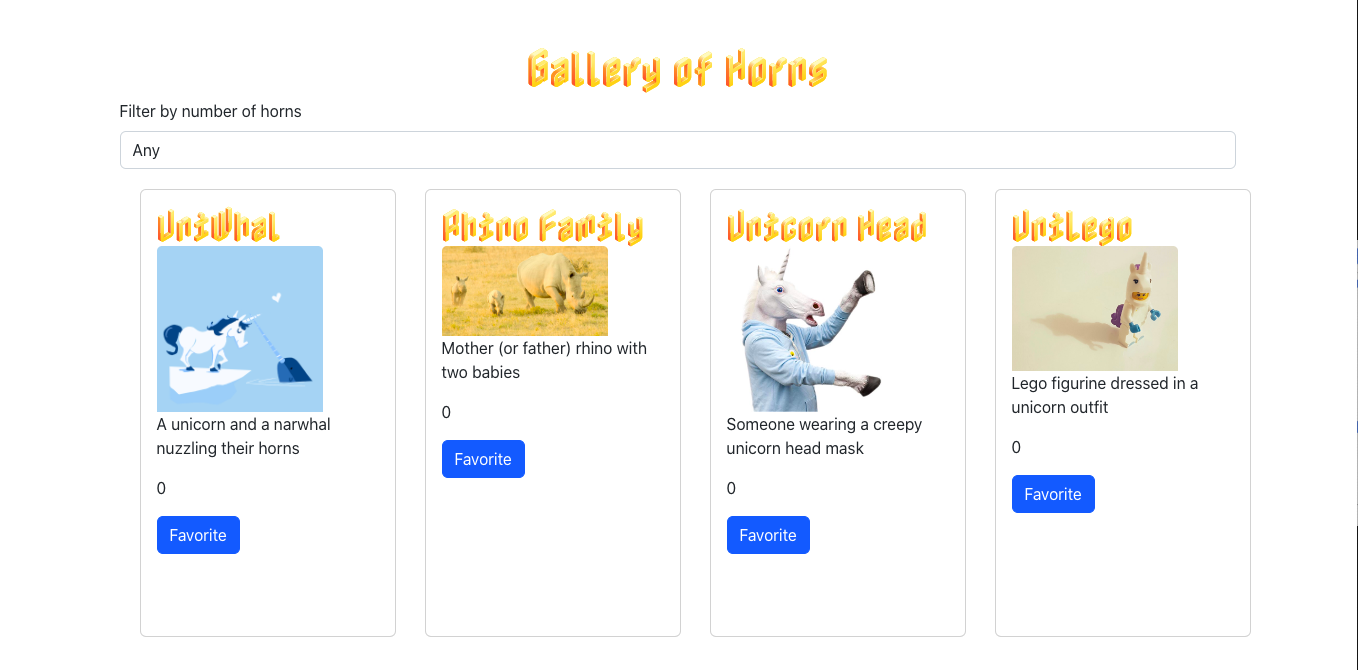 Gallery of Horns
Filter by number of horns
Any
UniWhal
A unicorn and a narwhal
nuzzling their horns
0
Favorite
Rhino Family
Mother (or father) rhino with
two babies
0
Favorite
Unicorn Head
Someone wearing a creepy
unicorn head mask
0
Favorite
UniLego
Lego figurine dressed in a
unicorn outfit
0
Favorite